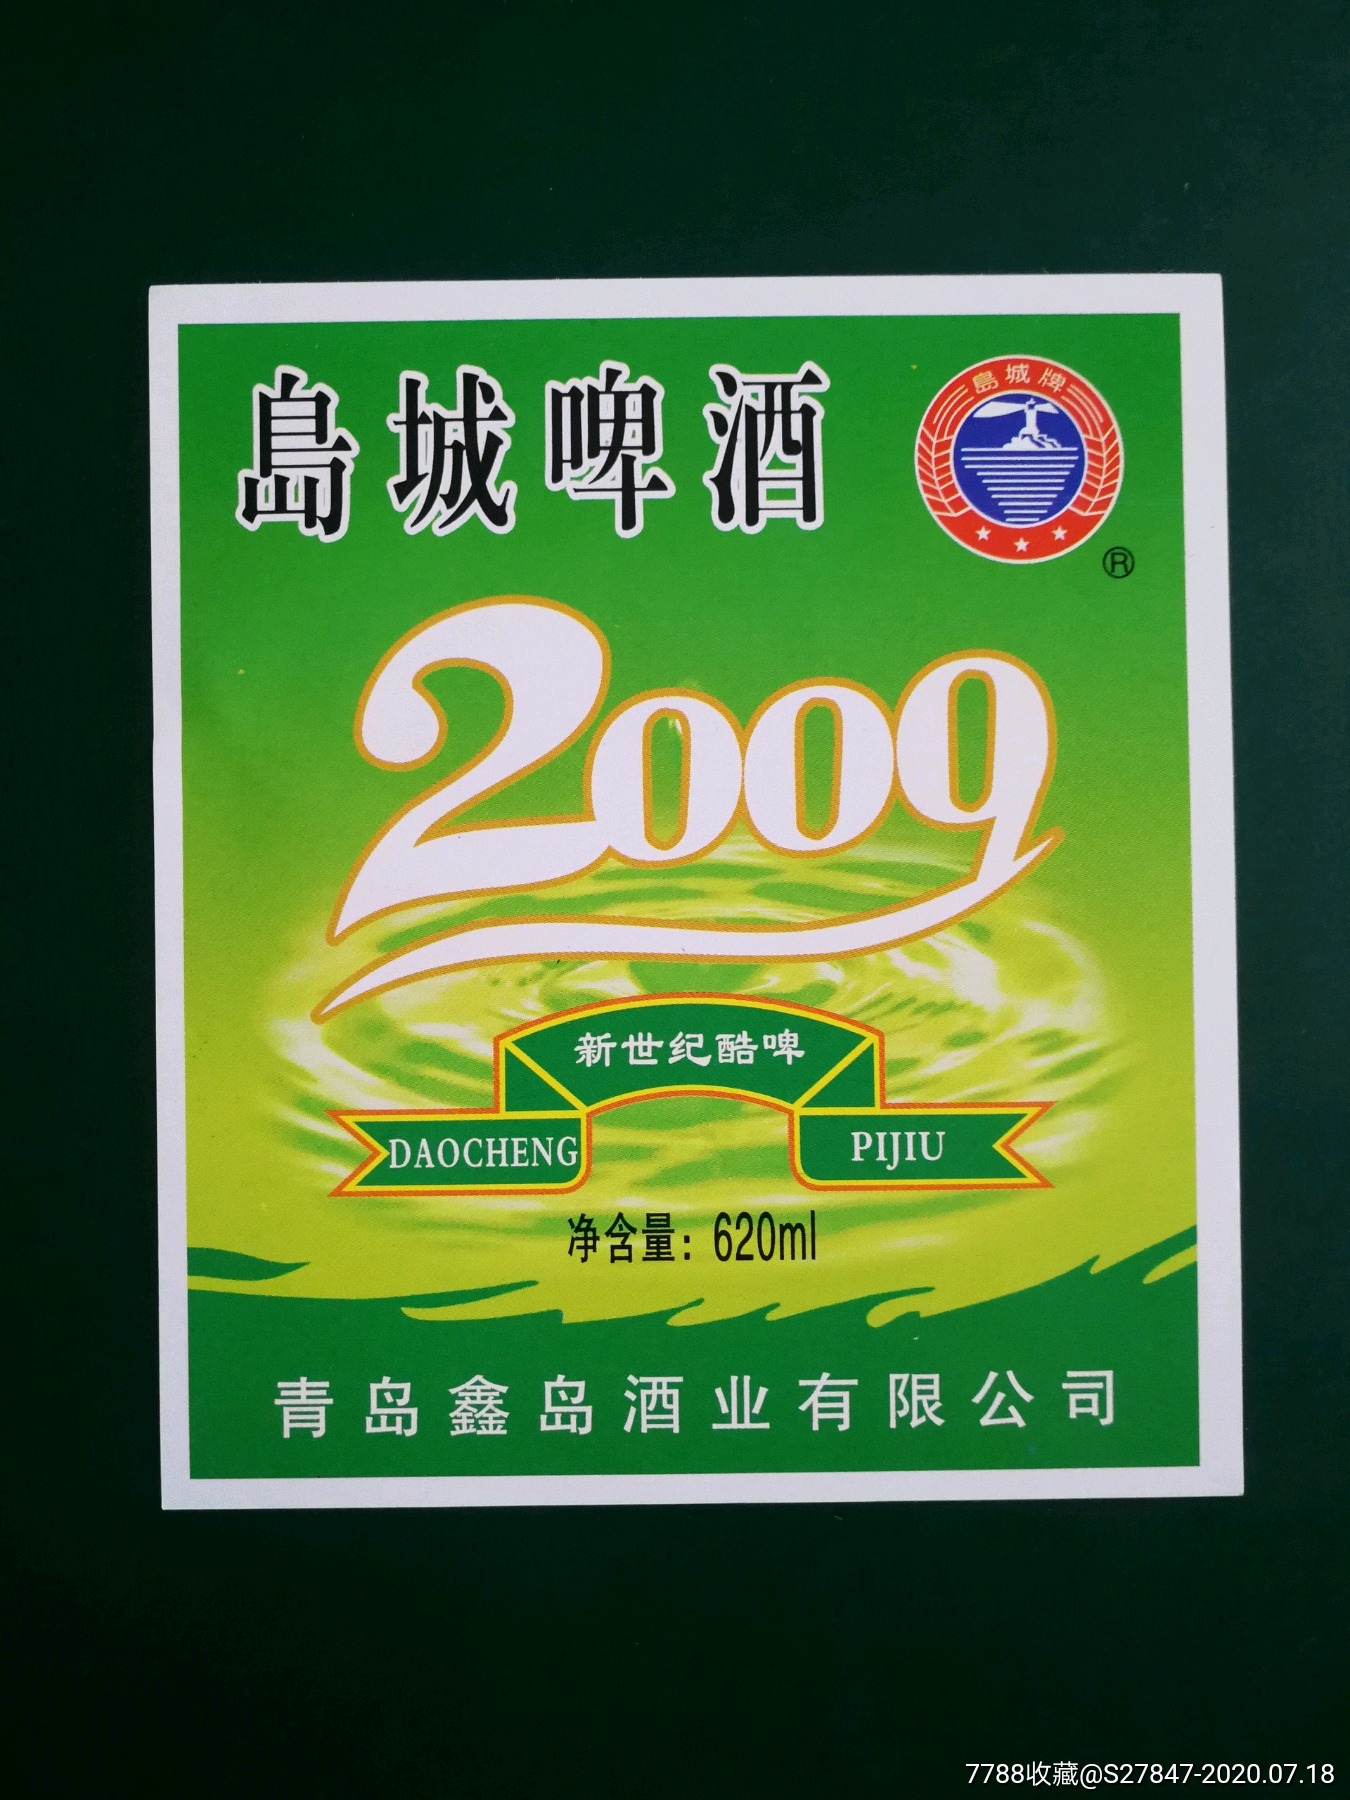 島城啤酒
島城牌
®
2009
新世纪酷啤
DAOCHENG PIJIU
净含量：620ml
青岛鑫岛酒业有限公司
7788收藏@S27847-2020.07.18